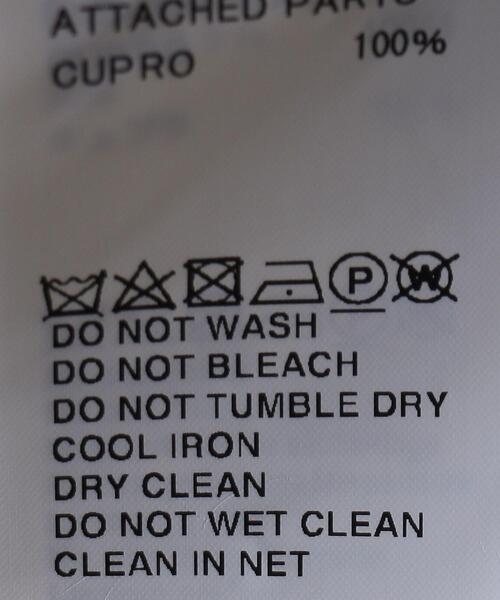 ATTACHED PARTS
CUPRO 100%
P W
DO NOT WASH
DO NOT BLEACH
DO NOT TUMBLE DRY
COOL IRON
DRY CLEAN
DO NOT WET CLEAN
CLEAN IN NET